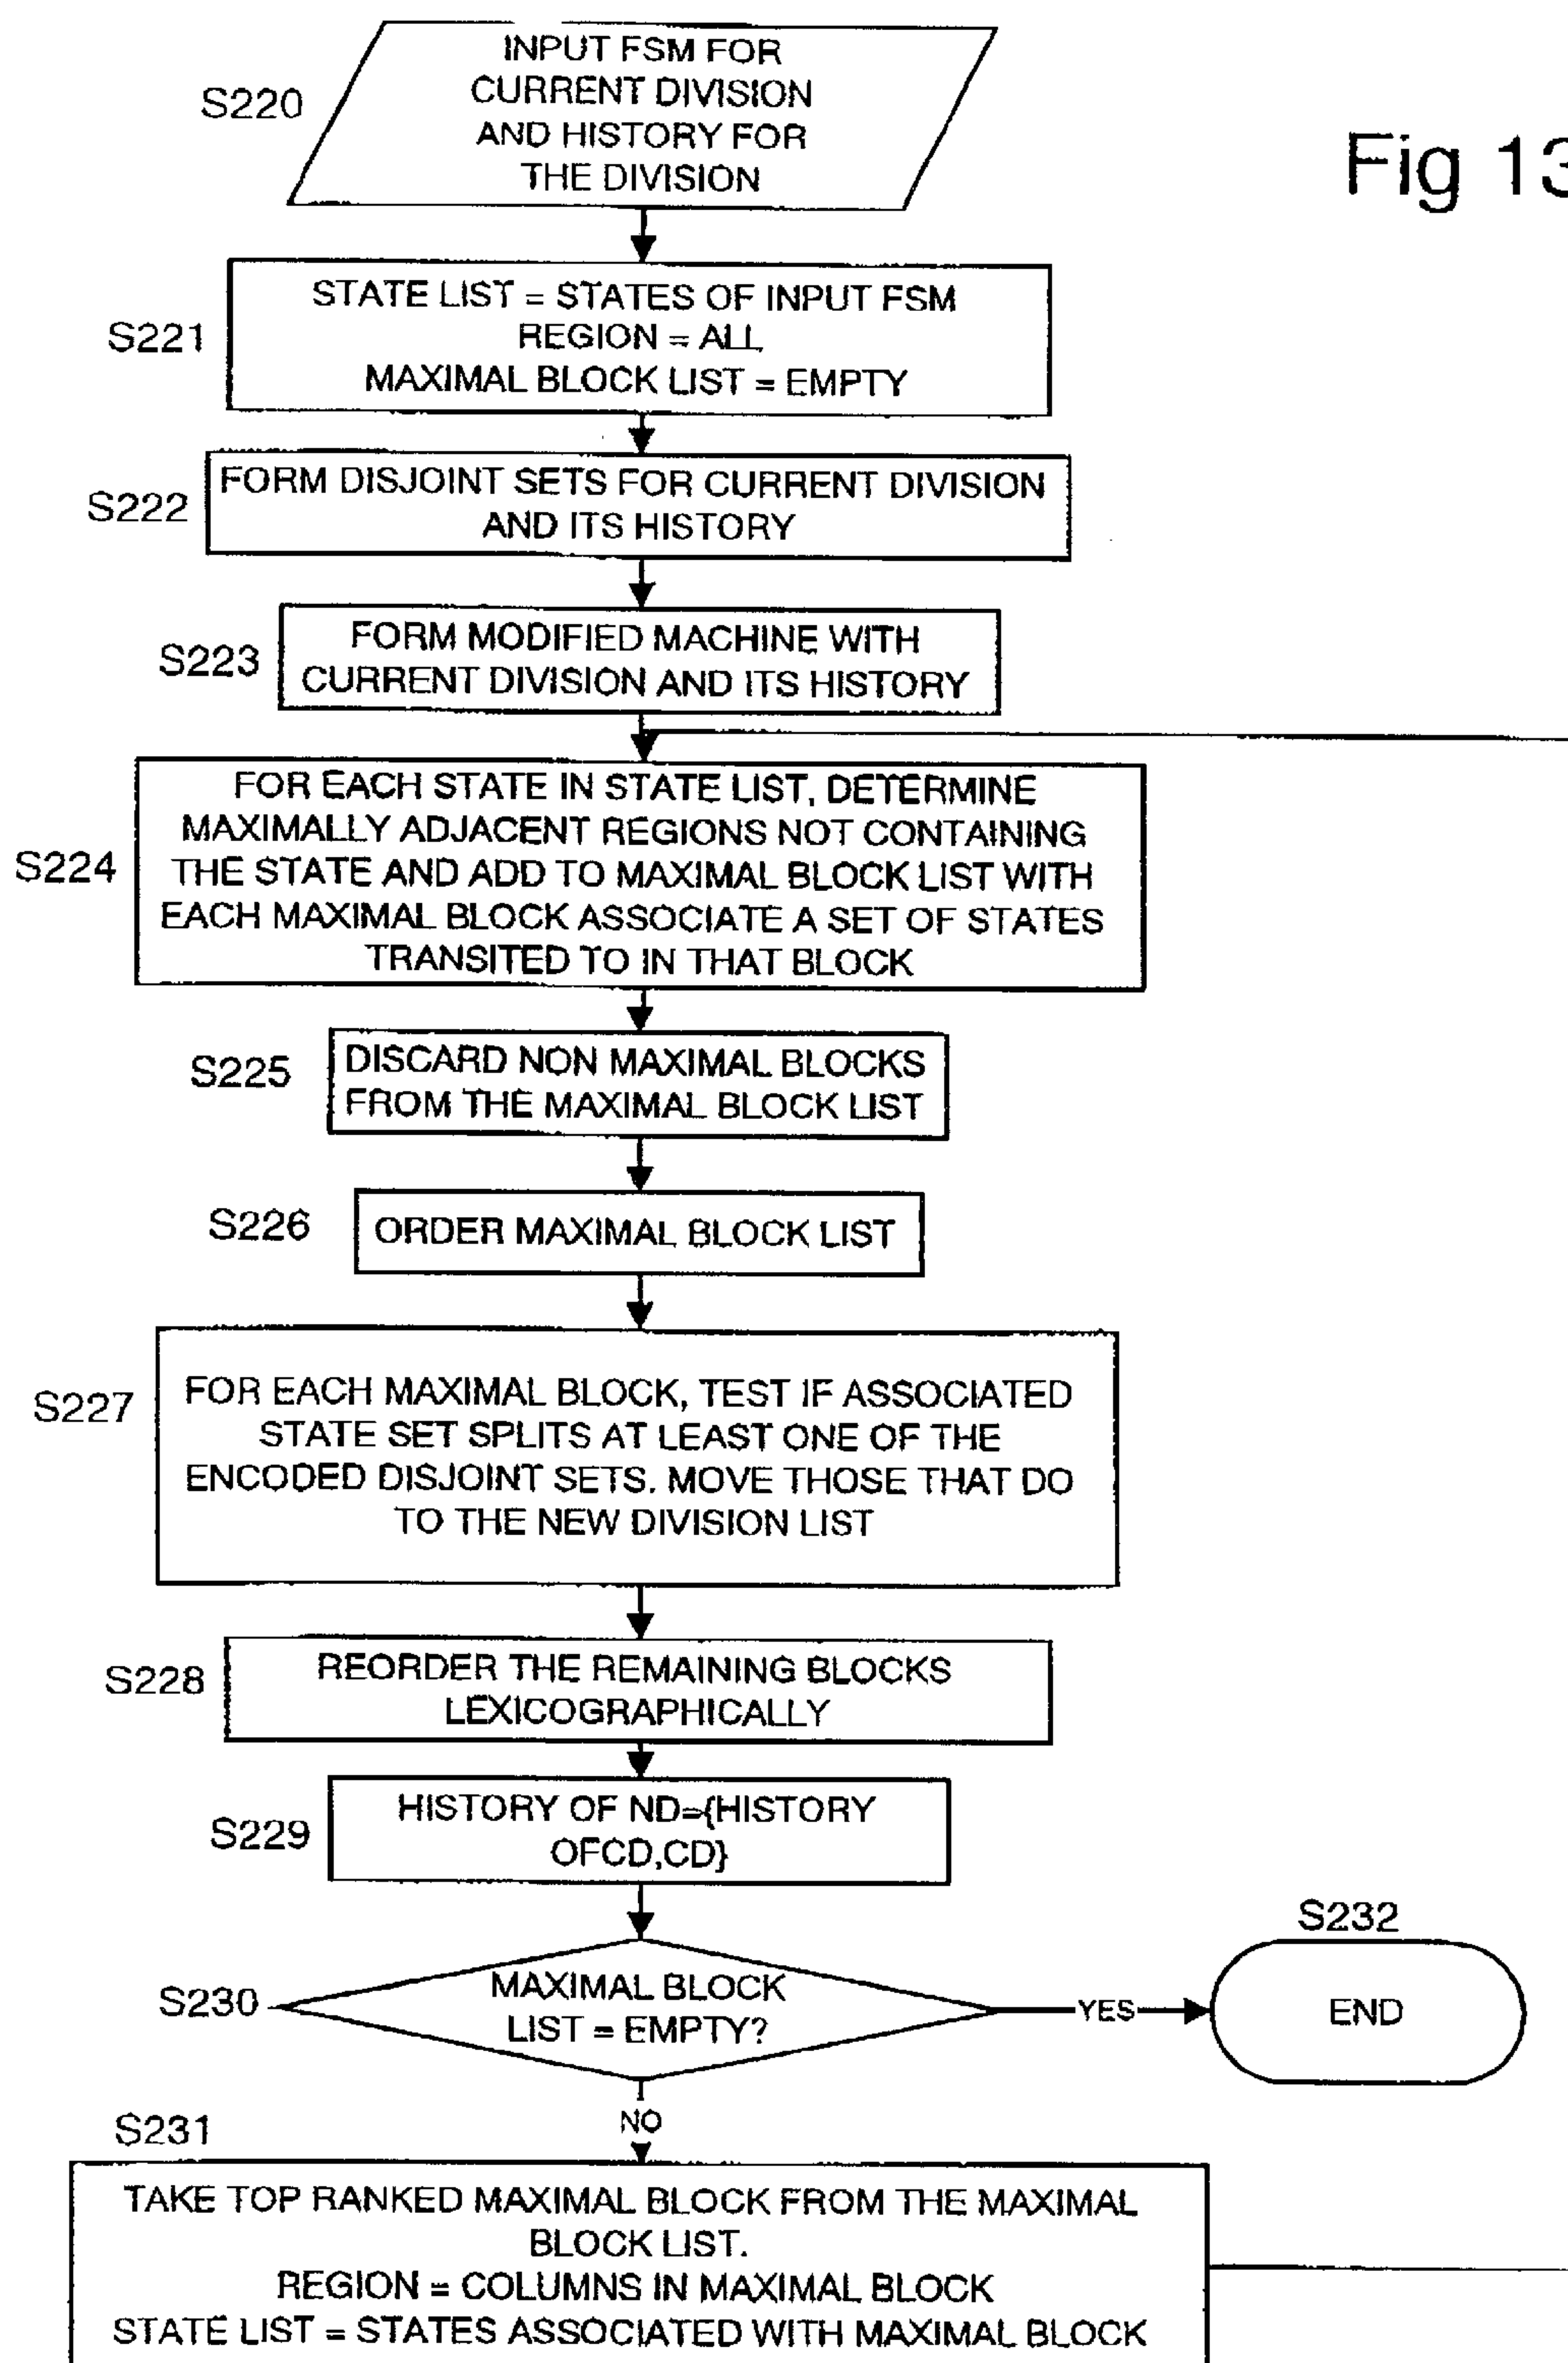 Fig 13
S220
INPUT FSM FOR
CURRENT DIVISION
AND HISTORY FOR
THE DIVISION
S221
STATE LIST = STATES OF INPUT FSM
REGION = ALL
MAXIMAL BLOCK LIST = EMPTY
S222
FORM DISJOINT SETS FOR CURRENT DIVISION
AND ITS HISTORY
S223
FORM MODIFIED MACHINE WITH
CURRENT DIVISION AND ITS HISTORY
S224
FOR EACH STATE IN STATE LIST, DETERMINE
MAXIMALLY ADJACENT REGIONS NOT CONTAINING
THE STATE AND ADD TO MAXIMAL BLOCK LIST WITH
EACH MAXIMAL BLOCK ASSOCIATE A SET OF STATES
TRANSITED TO IN THAT BLOCK
S225
DISCARD NON MAXIMAL BLOCKS
FROM THE MAXIMAL BLOCK LIST
S226
ORDER MAXIMAL BLOCK LIST
S227
FOR EACH MAXIMAL BLOCK, TEST IF ASSOCIATED
STATE SET SPLITS AT LEAST ONE OF THE
ENCODED DISJOINT SETS. MOVE THOSE THAT DO
TO THE NEW DIVISION LIST
S228
REORDER THE REMAINING BLOCKS
LEXICOGRAPHICALLY
S229
HISTORY OF ND={HISTORY
OFCD,CD}
S230
MAXIMAL BLOCK
LIST = EMPTY?
YES
S232
END
NO
S231
TAKE TOP RANKED MAXIMAL BLOCK FROM THE MAXIMAL
BLOCK LIST.
REGION = COLUMNS IN MAXIMAL BLOCK
STATE LIST = STATES ASSOCIATED WITH MAXIMAL BLOCK